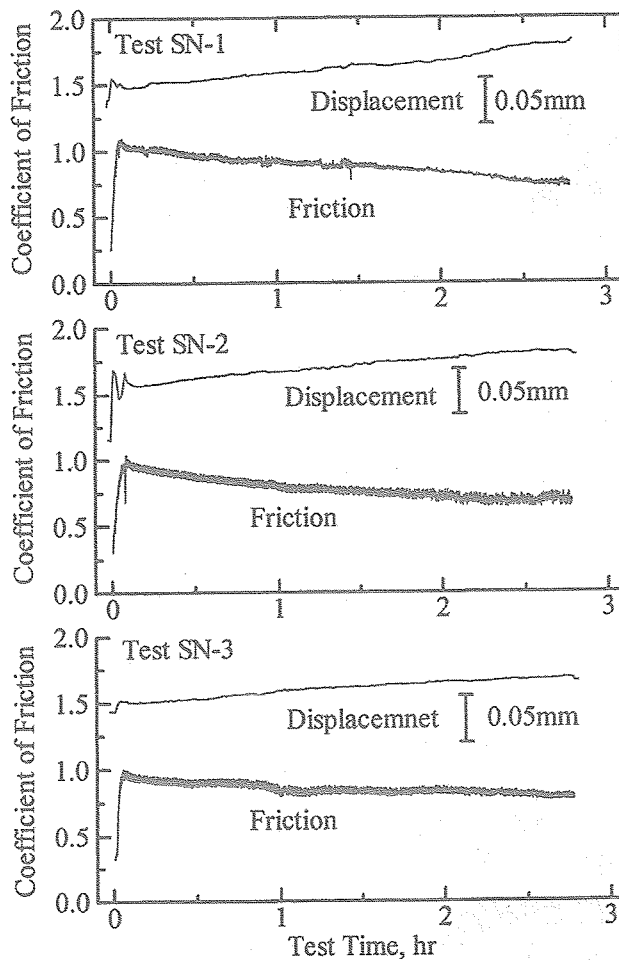 2.0
Test SN-1
1.5
Displacement 0.05mm
1.0
Friction
0.5
0.0
0 1 2 3
Coefficient of Friction
2.0
Test SN-2
1.5
Displacement 0.05mm
1.0
Friction
0.5
0.0
0 1 2 3
Coefficient of Friction
2.0
Test SN-3
1.5
Displacemnet 0.05mm
1.0
Friction
0.5
0.0
0 1 2 3
Coefficient of Friction
Test Time, hr